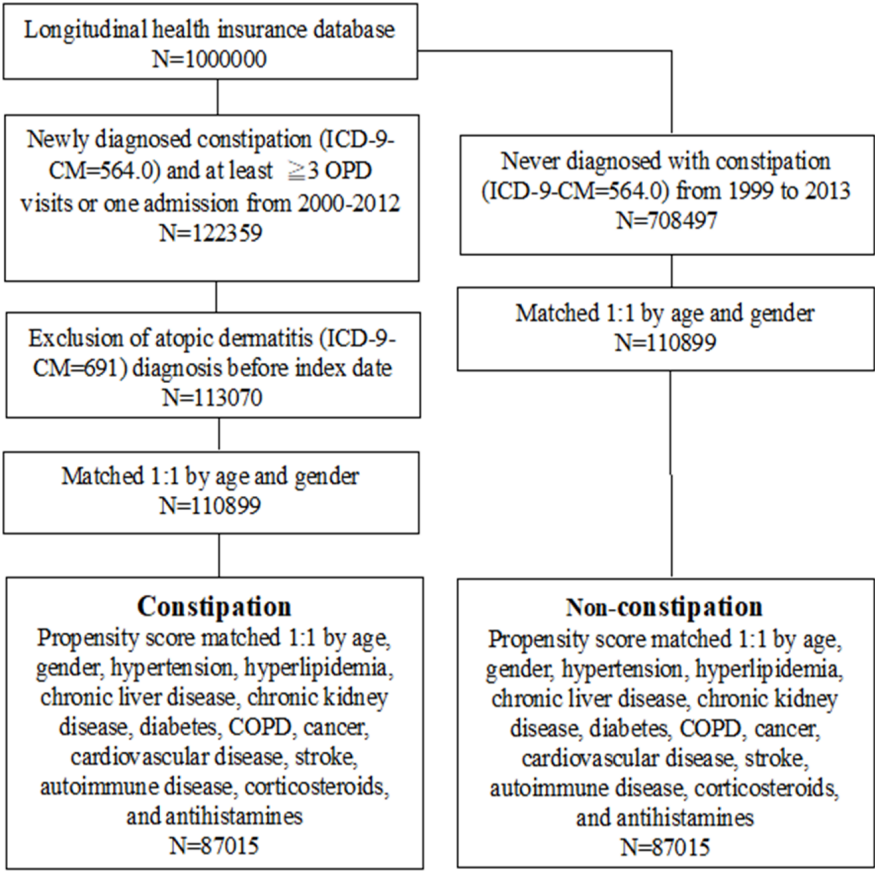 Longitudinal health insurance database
N=1000000
Newly diagnosed constipation (ICD-9-
CM=564.0) and at least ≧3 OPD
visits or one admission from 2000-2012
N=122359
Never diagnosed with constipation
(ICD-9-CM=564.0) from 1999 to 2013
N=708497
Exclusion of atopic dermatitis (ICD-9-
CM=691) diagnosis before index date
N=113070
Matched 1:1 by age and gender
N=110899
Matched 1:1 by age and gender
N=110899
Constipation
Propensity score matched 1:1 by age,
gender, hypertension, hyperlipidemia,
chronic liver disease, chronic kidney
disease, diabetes, COPD, cancer,
cardiovascular disease, stroke,
autoimmune disease, corticosteroids,
and antihistamines
N=87015
Non-constipation
Propensity score matched 1:1 by age,
gender, hypertension, hyperlipidemia,
chronic liver disease, chronic kidney
disease, diabetes, COPD, cancer,
cardiovascular disease, stroke,
autoimmune disease, corticosteroids,
and antihistamines
N=87015